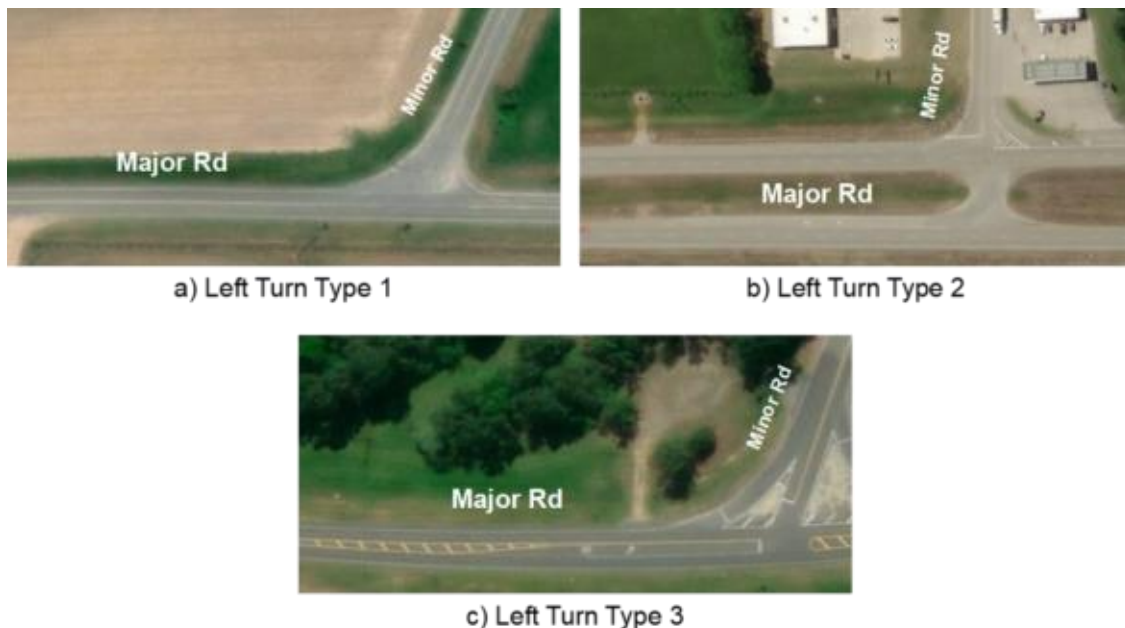 Minor Rd
Major Rd
Minor Rd
Major Rd
a) Left Turn Type 1
b) Left Turn Type 2
Minor Rd
Major Rd
c) Left Turn Type 3